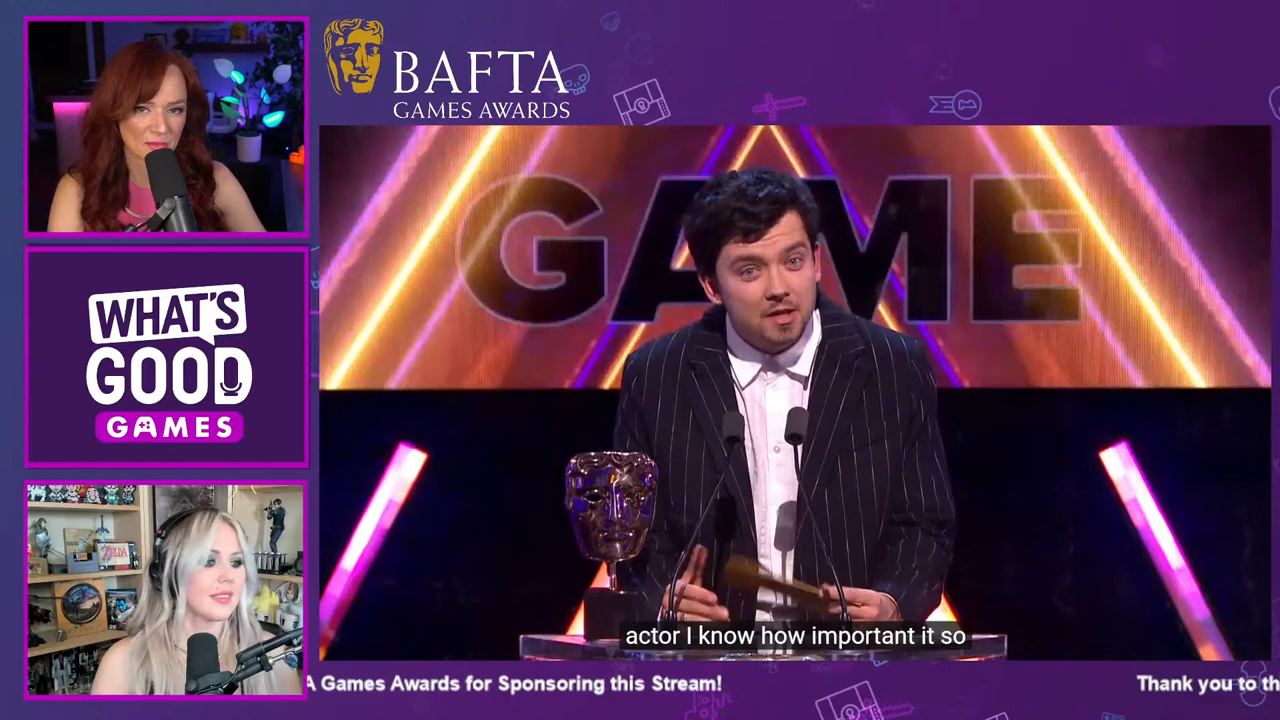 BAFTA
GAMES AWARDS
GAME
WHAT'S
GOOD
GAMES
ZELDA
actor I know how important it so
A Games Awards for Sponsoring this Stream!
Thank you to th